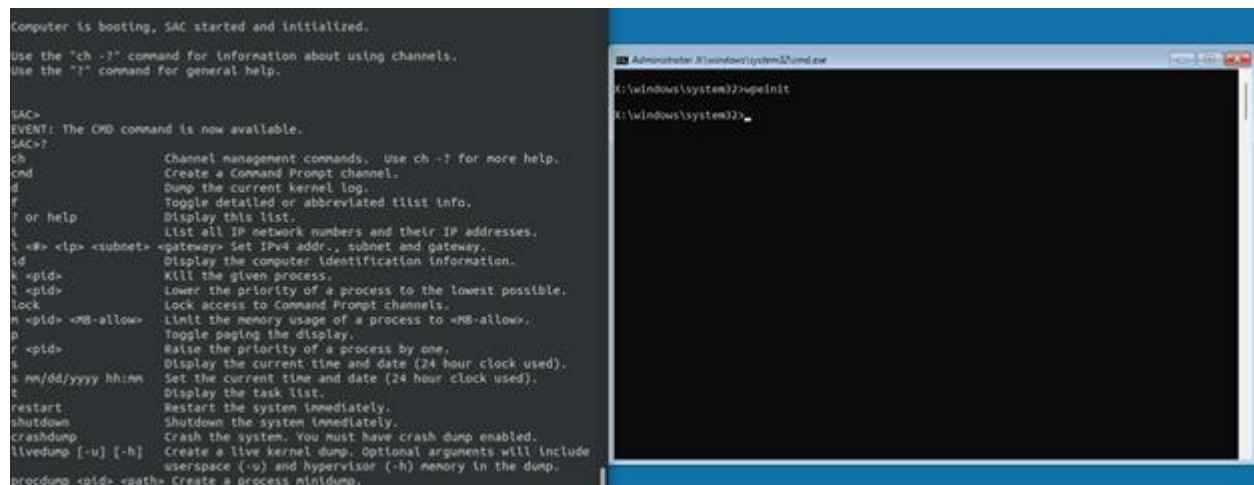 Computer is booting, SAC started and initialized.
Use the "ch -?" command for information about using channels.
Use the "?" command for general help.
SAC>
EVENT: The CMD command is now available.
SAC>?
ch Channel management commands. Use ch -? for more help.
cmd Create a Command Prompt channel.
d Dump the current kernel log.
f Toggle detailed or abbreviated tlist info.
? or help Display this list.
i List all IP network numbers and their IP addresses.
i <#> <ip> <subnet> <gateway> Set IPv4 addr., subnet and gateway.
id Display the computer identification information.
k <pid> Kill the given process.
l <pid> Lower the priority of a process to the lowest possible.
lock Lock access to Command Prompt channels.
m <pid> <MB-allow> Limit the memory usage of a process to <MB-allow>.
p Toggle paging the display.
r <pid> Raise the priority of a process by one.
s Display the current time and date (24 hour clock used).
s mm/dd/yyyy hh:mm Set the current time and date (24 hour clock used).
t Display the task list.
restart Restart the system immediately.
shutdown Shutdown the system immediately.
crashdump Crash the system. You must have crash dump enabled.
livedump [-u] [-h] Create a live kernel dump. Optional arguments will include
userspace (-u) and hypervisor (-h) memory in the dump.
procdump <pid> <path> Create a process minidump.
Administrator X:\windows\system32\cmd.exe
X:\windows\system32>wpeinit
X:\windows\system32>